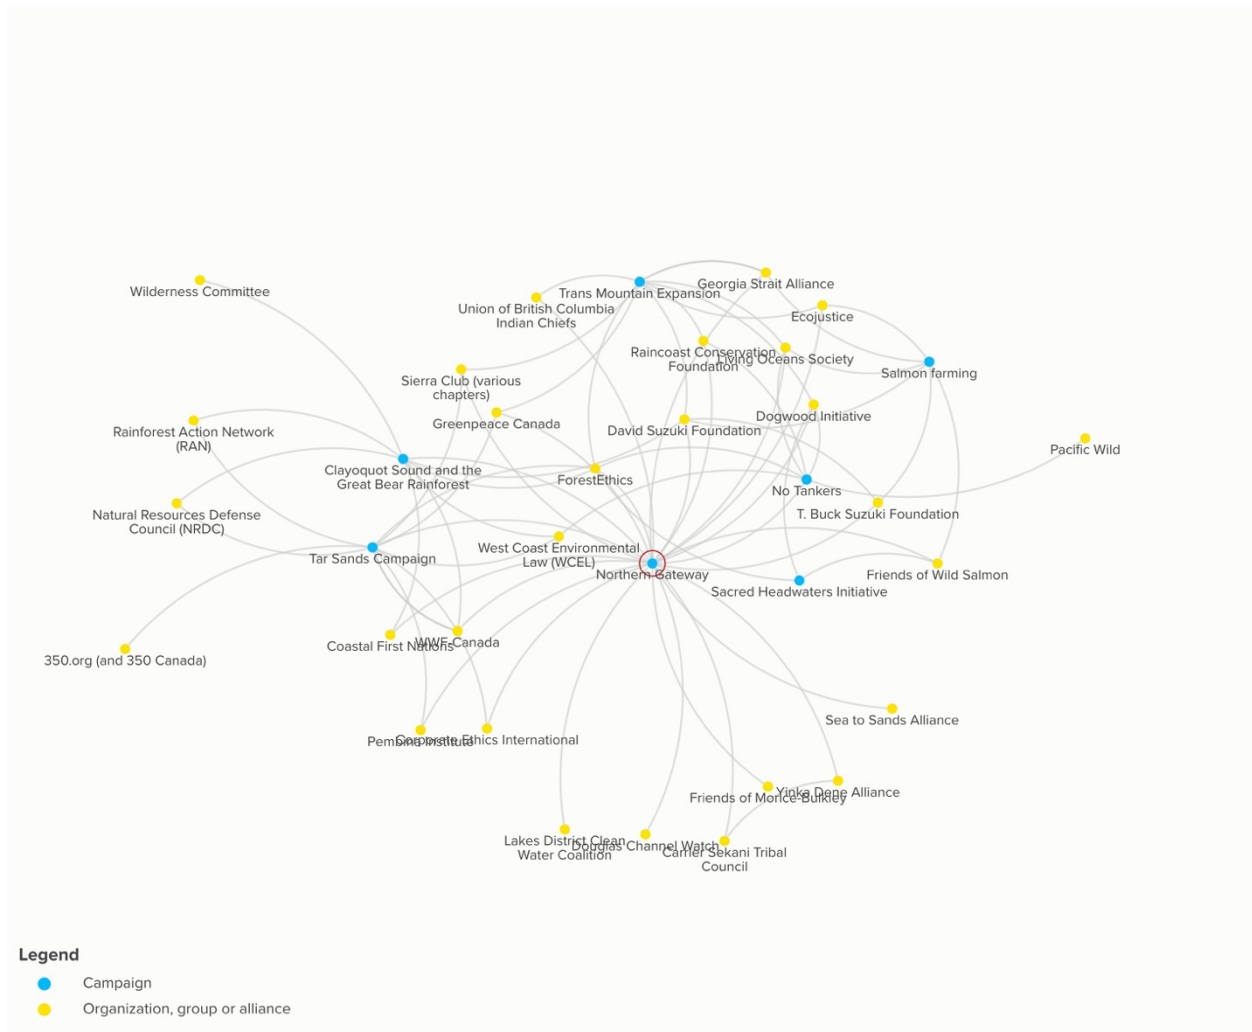 Georgia Strait Alliance
Wilderness Committee
Trans Mountain Expansion
Union of British Columbia
Indian Chiefs
Ecojustice
Raincoast Conservation
Foundation
Living Oceans Society
Salmon farming
Sierra Club (various
chapters)
Greenpeace Canada
Dogwood Initiative
David Suzuki Foundation
Rainforest Action Network
(RAN)
Pacific Wild
Clayoquot Sound and the
Great Bear Rainforest
ForestEthics
No Tankers
Natural Resources Defense
Council (NRDC)
T. Buck Suzuki Foundation
Tar Sands Campaign
West Coast Environmental
Law (WCEL)
Northern Gateway
Friends of Wild Salmon
Sacred Headwaters Initiative
Coastal First Nations
WWF-Canada
350.org (and 350 Canada)
Sea to Sands Alliance
Pembina Institute
Corporate Ethics International
Friends of Morice-Bulkley
Yinka Dene Alliance
Lakes District Clean
Water Coalition
Douglas Channel Watch
Carrier Sekani Tribal
Council
Legend
Campaign
Organization, group or alliance